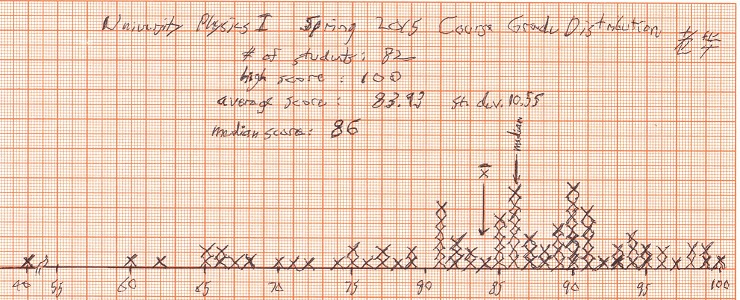 University Physics I Spring 2015 Course Grade Distribution
# of students: 82
high score: 100
average score: 83.93 st. dev. 10.55
median score: 86
median
x̄
40 55 60 65 70 75 80 85 90 95 100